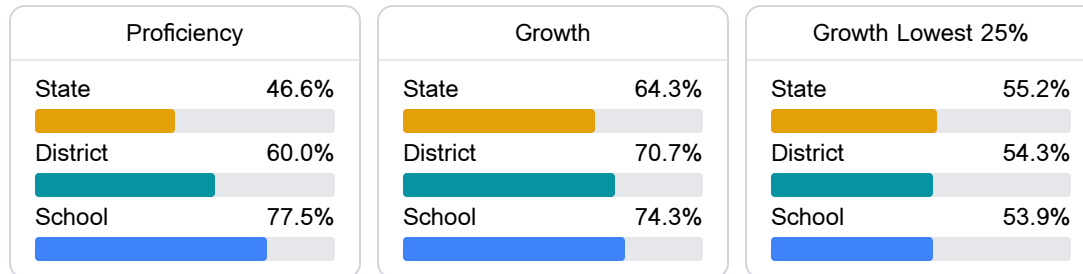 Proficiency
State 46.6%
District 60.0%
School 77.5%
Growth
State 64.3%
District 70.7%
School 74.3%
Growth Lowest 25%
State 55.2%
District 54.3%
School 53.9%